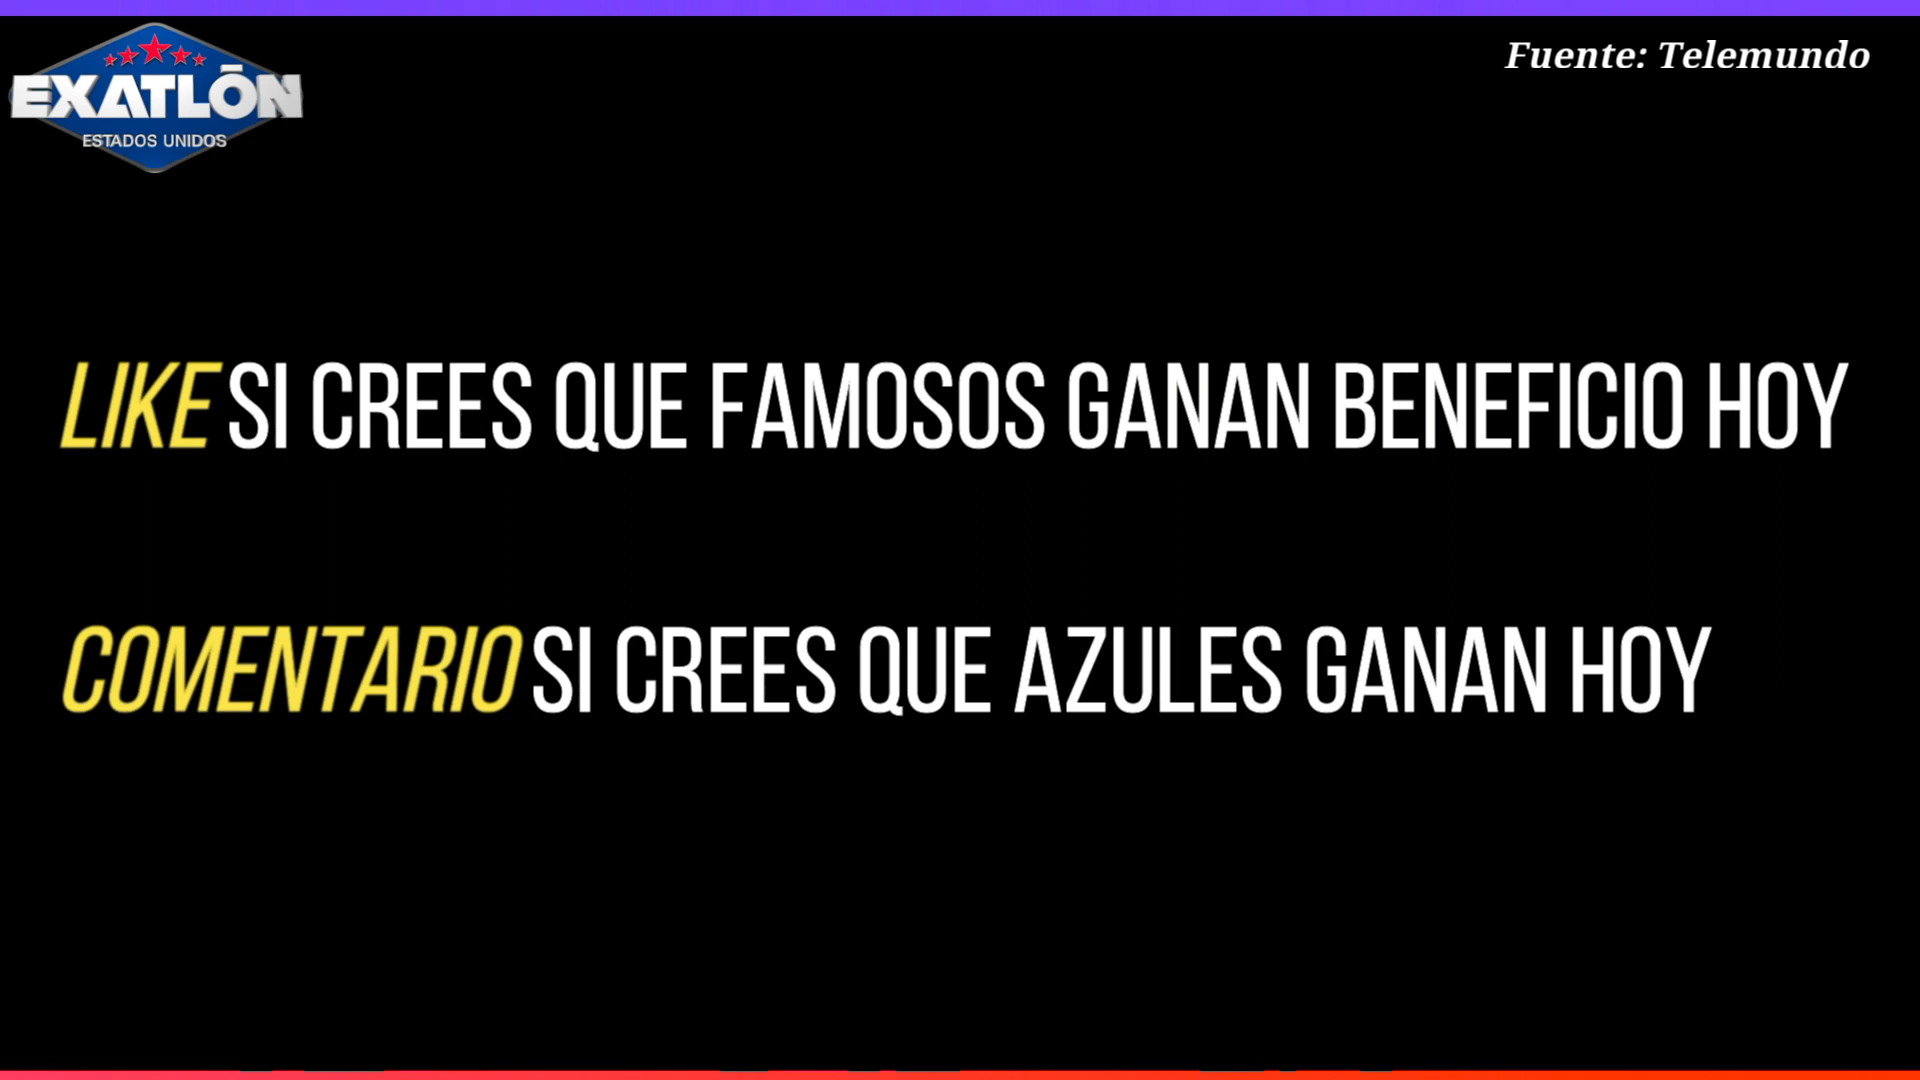 EXATLŌN
ESTADOS UNIDOS
Fuente: Telemundo
LIKE SI CREES QUE FAMOSOS GANAN BENEFICIO HOY
COMENTARIO SI CREES QUE AZULES GANAN HOY